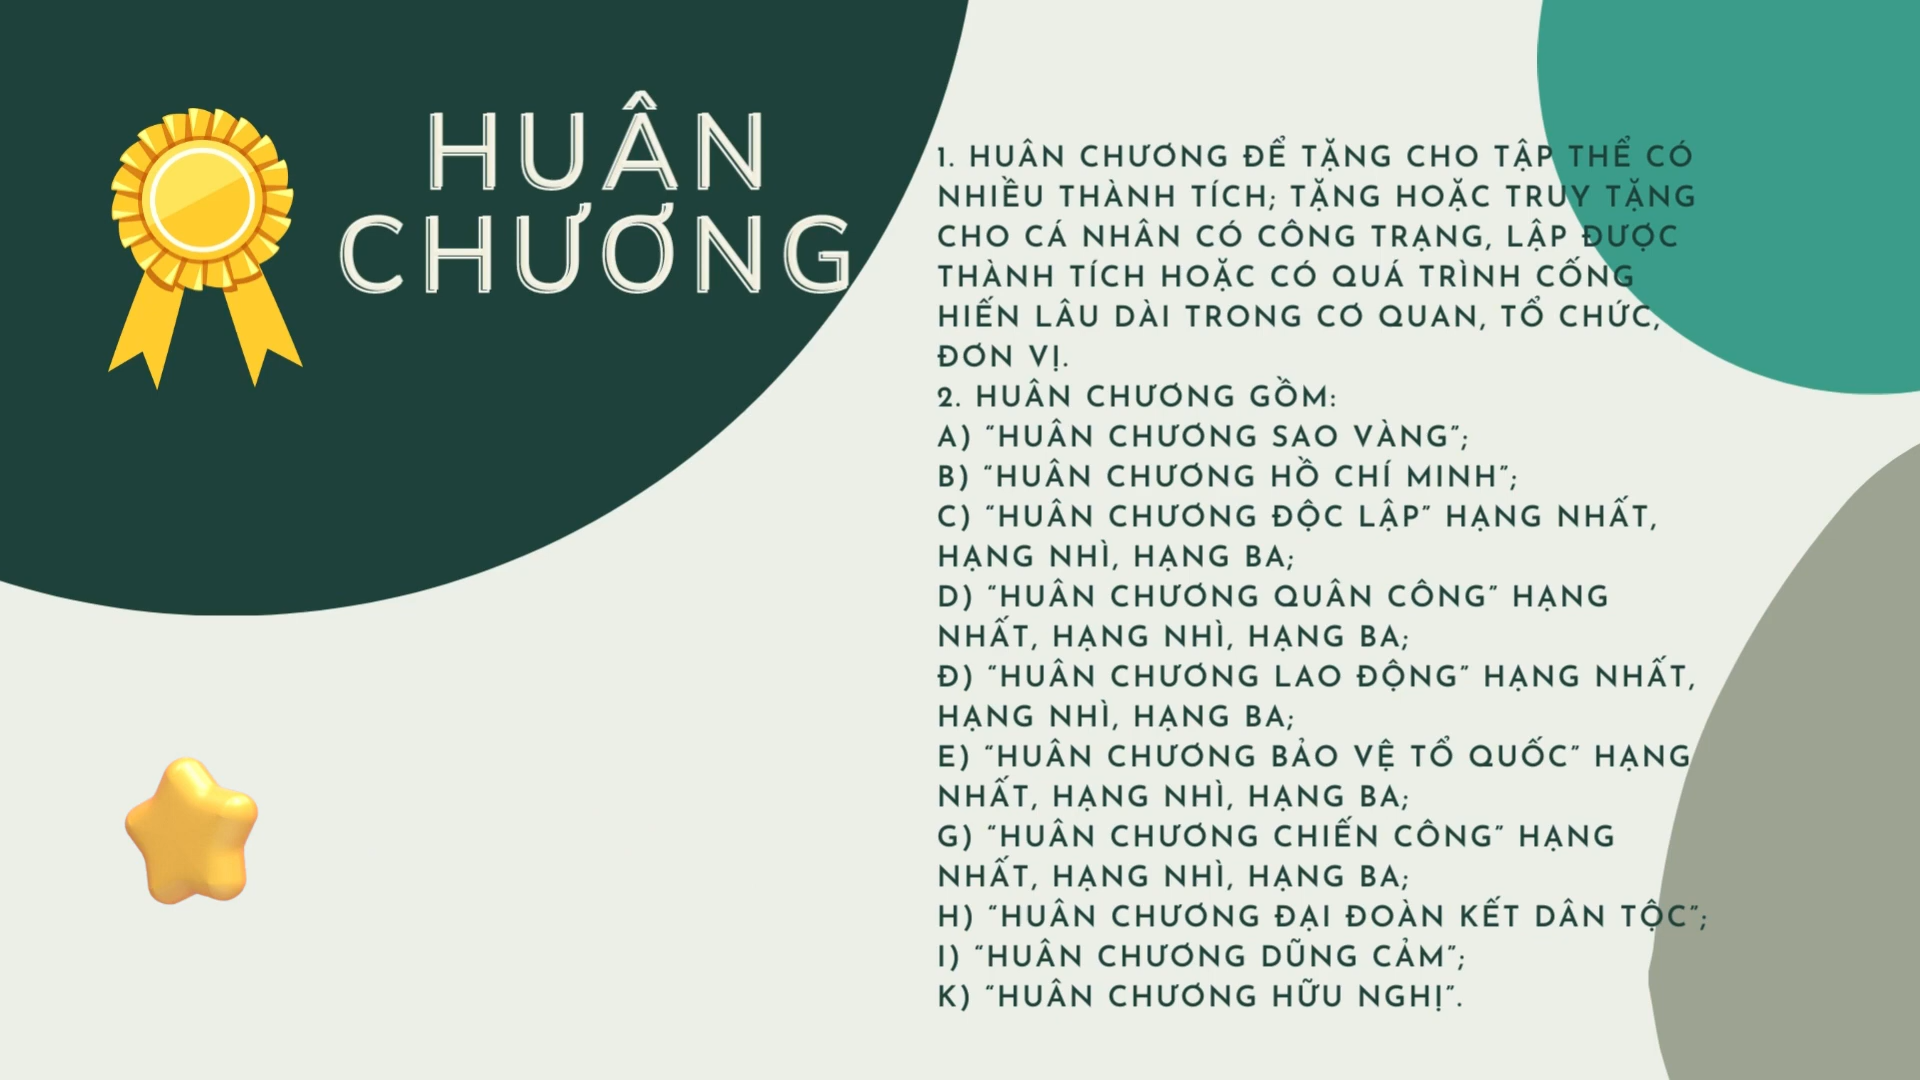 HUÂN
CHƯƠNG
1. HUÂN CHƯƠNG ĐỂ TẶNG CHO TẬP THỂ CÓ
NHIỀU THÀNH TÍCH; TẶNG HOẶC TRUY TẶNG
CHO CÁ NHÂN CÓ CÔNG TRẠNG, LẬP ĐƯỢC
THÀNH TÍCH HOẶC CÓ QUÁ TRÌNH CỐNG
HIẾN LÂU DÀI TRONG CƠ QUAN, TỔ CHỨC,
ĐƠN VỊ.
2. HUÂN CHƯƠNG GỒM:
A) “HUÂN CHƯƠNG SAO VÀNG”;
B) “HUÂN CHƯƠNG HỒ CHÍ MINH”;
C) “HUÂN CHƯƠNG ĐỘC LẬP” HẠNG NHẤT,
HẠNG NHÌ, HẠNG BA;
D) “HUÂN CHƯƠNG QUÂN CÔNG” HẠNG
NHẤT, HẠNG NHÌ, HẠNG BA;
Đ) “HUÂN CHƯƠNG LAO ĐỘNG” HẠNG NHẤT,
HẠNG NHÌ, HẠNG BA;
E) “HUÂN CHƯƠNG BẢO VỆ TỔ QUỐC” HẠNG
NHẤT, HẠNG NHÌ, HẠNG BA;
G) “HUÂN CHƯƠNG CHIẾN CÔNG” HẠNG
NHẤT, HẠNG NHÌ, HẠNG BA;
H) “HUÂN CHƯƠNG ĐẠI ĐOÀN KẾT DÂN TỘC”;
I) “HUÂN CHƯƠNG DŨNG CẢM”;
K) “HUÂN CHƯƠNG HỮU NGHỊ”.